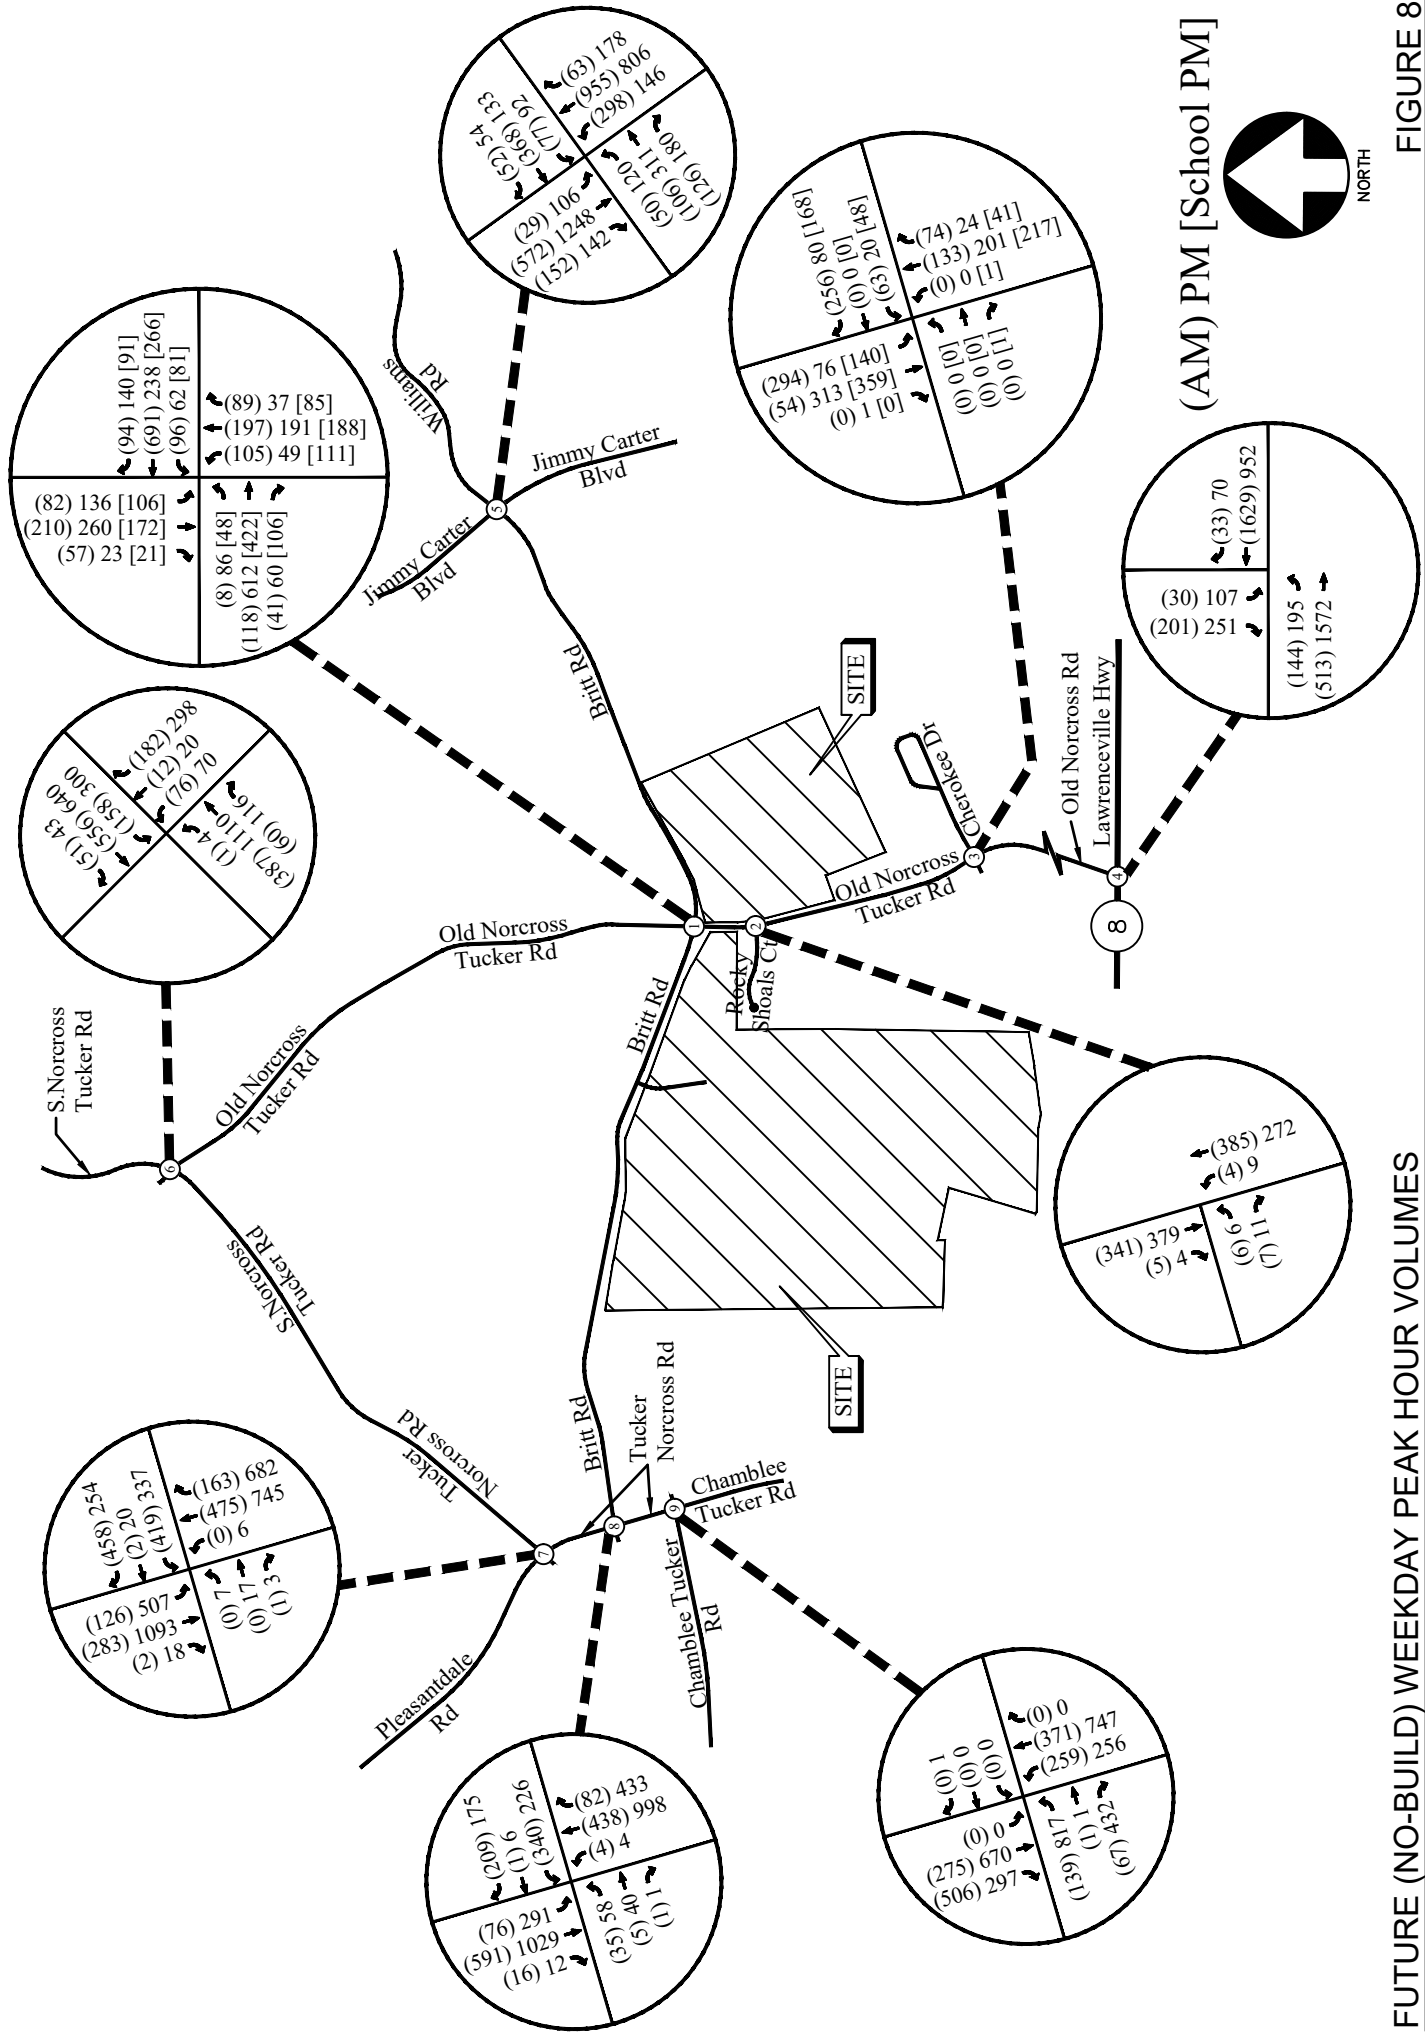 (94) 140 [91]
(691) 238 [266]
(96) 62 [81]
(89) 37 [85]
(197) 191 [188]
(105) 49 [111]
(82) 136 [106]
(210) 260 [172]
(57) 23 [21]
(8) 86 [48]
(118) 612 [422]
(41) 60 [106]
(52) 54
(368) 133
(77) 92
(63) 178
(955) 806
(298) 146
(29) 106
(572) 1248
(152) 142
(50) 120
(106) 311
(126) 180
(256) 80 [168]
(0) 0 [0]
(63) 20 [48]
(74) 24 [41]
(133) 201 [217]
(0) 0 [1]
(294) 76 [140]
(54) 313 [359]
(0) 1 [0]
(0) 0 [0]
(0) 0 [0]
(0) 0 [1]
(33) 70
(1629) 952
(30) 107
(201) 251
(144) 195
(513) 1572
(51) 43
(556) 640
(158) 300
(182) 298
(12) 20
(76) 70
(1) 4
(387) 1110
(60) 116
(385) 272
(4) 9
(341) 379
(5) 4
(6) 6
(7) 11
(458) 254
(2) 20
(419) 337
(163) 682
(475) 745
(0) 6
(126) 507
(283) 1093
(2) 18
(0) 7
(0) 17
(1) 3
(209) 175
(1) 6
(340) 226
(82) 433
(438) 998
(4) 4
(76) 291
(591) 1029
(16) 12
(35) 58
(5) 40
(1) 1
(0) 1
(0) 0
(0) 0
(0) 0
(371) 747
(259) 256
(0) 0
(275) 670
(506) 297
(139) 817
(1) 1
(67) 432
Williams
Rd
Jimmy Carter
Blvd
Jimmy Carter
Blvd
5
Britt Rd
SITE
Cherokee Dr
3
Old Norcross Rd
Lawrenceville Hwy
4
8
Old Norcross
Tucker Rd
1
2
Rocky
Shoals Ct
Old Norcross
Tucker Rd
Britt Rd
Old Norcross
Tucker Rd
S.Norcross
Tucker Rd
6
S.Norcross
Tucker Rd
SITE
Tucker
Norcross Rd
Britt Rd
Tucker
Norcross Rd
7
8
9
Chamblee
Tucker Rd
Chamblee Tucker
Rd
Pleasantdale
Rd
(AM) PM [School PM]
NORTH
FUTURE (NO-BUILD) WEEKDAY PEAK HOUR VOLUMES
FIGURE 8